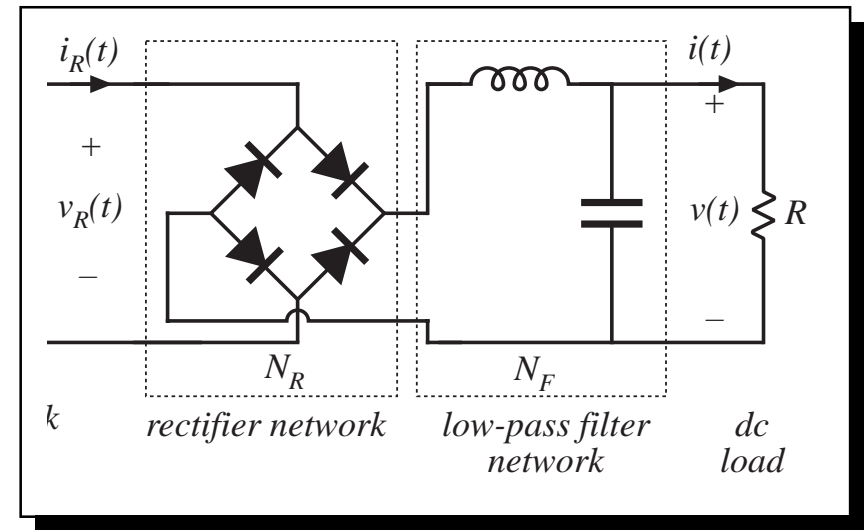 i_R(t)
i(t)
+
+
v_R(t)
v(t)
R
–
–
N_R
N_F
k
rectifier network
low-pass filter
network
dc
load